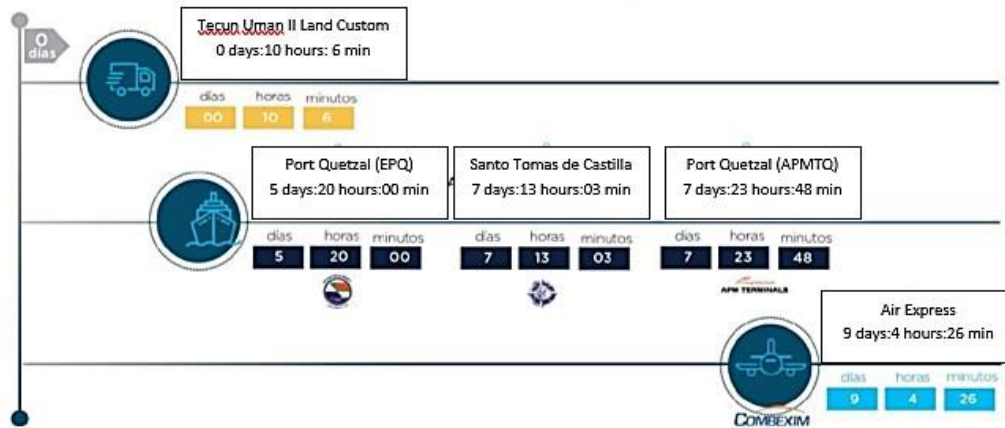 0
días
Tecun Uman II Land Custom
0 days:10 hours: 6 min
días horas minutos
00 10 6
Port Quetzal (EPQ)
5 days:20 hours:00 min
Santo Tomas de Castilla
7 days:13 hours:03 min
Port Quetzal (APMTQ)
7 days:23 hours:48 min
días horas minutos
5 20 00
días horas minutos
7 13 03
días horas minutos
7 23 48
APM TERMINALS
Air Express
9 days:4 hours:26 min
días horas minutos
9 4 26
COMBEXIM